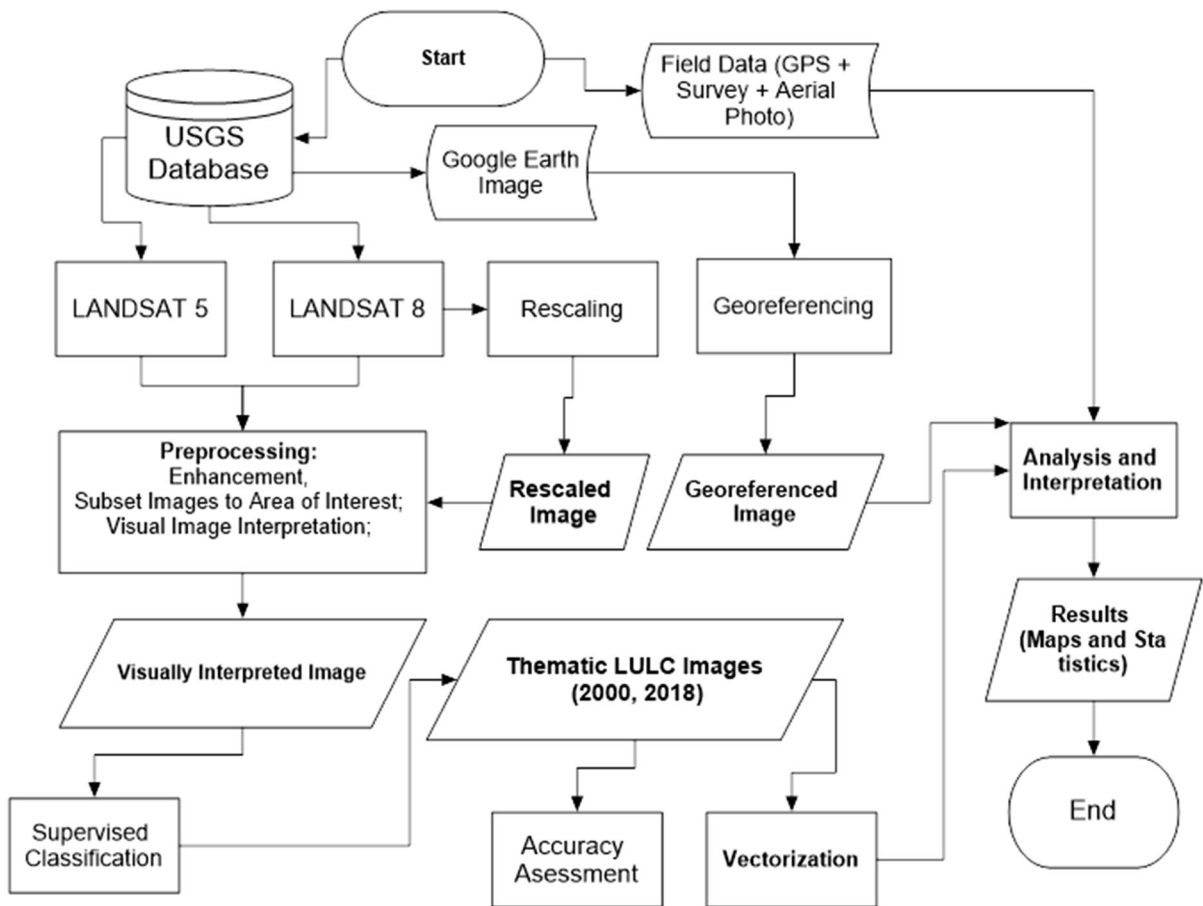 Start
Field Data (GPS +
Survey + Aerial
Photo)
USGS
Database
Google Earth
Image
LANDSAT 5
LANDSAT 8
Rescaling
Georeferencing
Preprocessing:
Enhancement,
Subset Images to Area of Interest;
Visual Image Interpretation;
Rescaled
Image
Georeferenced
Image
Analysis and
Interpretation
Visually Interpreted Image
Thematic LULC Images
(2000, 2018)
Results
(Maps and Sta
tistics)
Supervised
Classification
Accuracy
Asessment
Vectorization
End